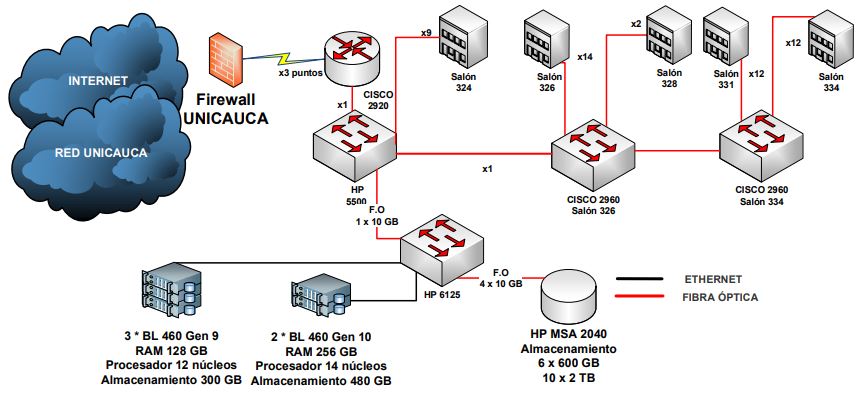 INTERNET
RED UNICAUCA
Firewall
UNICAUCA
x3 puntos
CISCO
2920
x1
x9
Salón
324
Salón
326
x14
x2
Salón
328
Salón
331
x12
x12
Salón
334
HP
5500
x1
CISCO 2960
Salón 326
CISCO 2960
Salón 334
F.O
1 x 10 GB
HP 6125
F.O
4 x 10 GB
ETHERNET
FIBRA ÓPTICA
3 * BL 460 Gen 9
RAM 128 GB
Procesador 12 núcleos
Almacenamiento 300 GB
2 * BL 460 Gen 10
RAM 256 GB
Procesador 14 núcleos
Almacenamiento 480 GB
HP MSA 2040
Almacenamiento
6 x 600 GB
10 x 2 TB